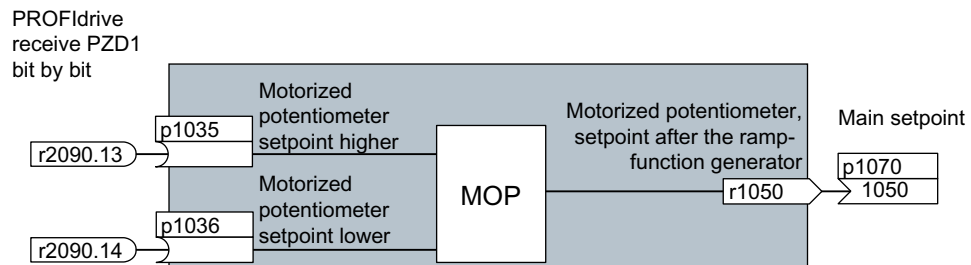 PROFIdrive
receive PZD1
bit by bit
Motorized
potentiometer
setpoint higher
p1035
r2090.13
Motorized
potentiometer
setpoint lower
p1036
r2090.14
MOP
Motorized potentiometer,
setpoint after the ramp-
function generator
r1050
Main setpoint
p1070
1050